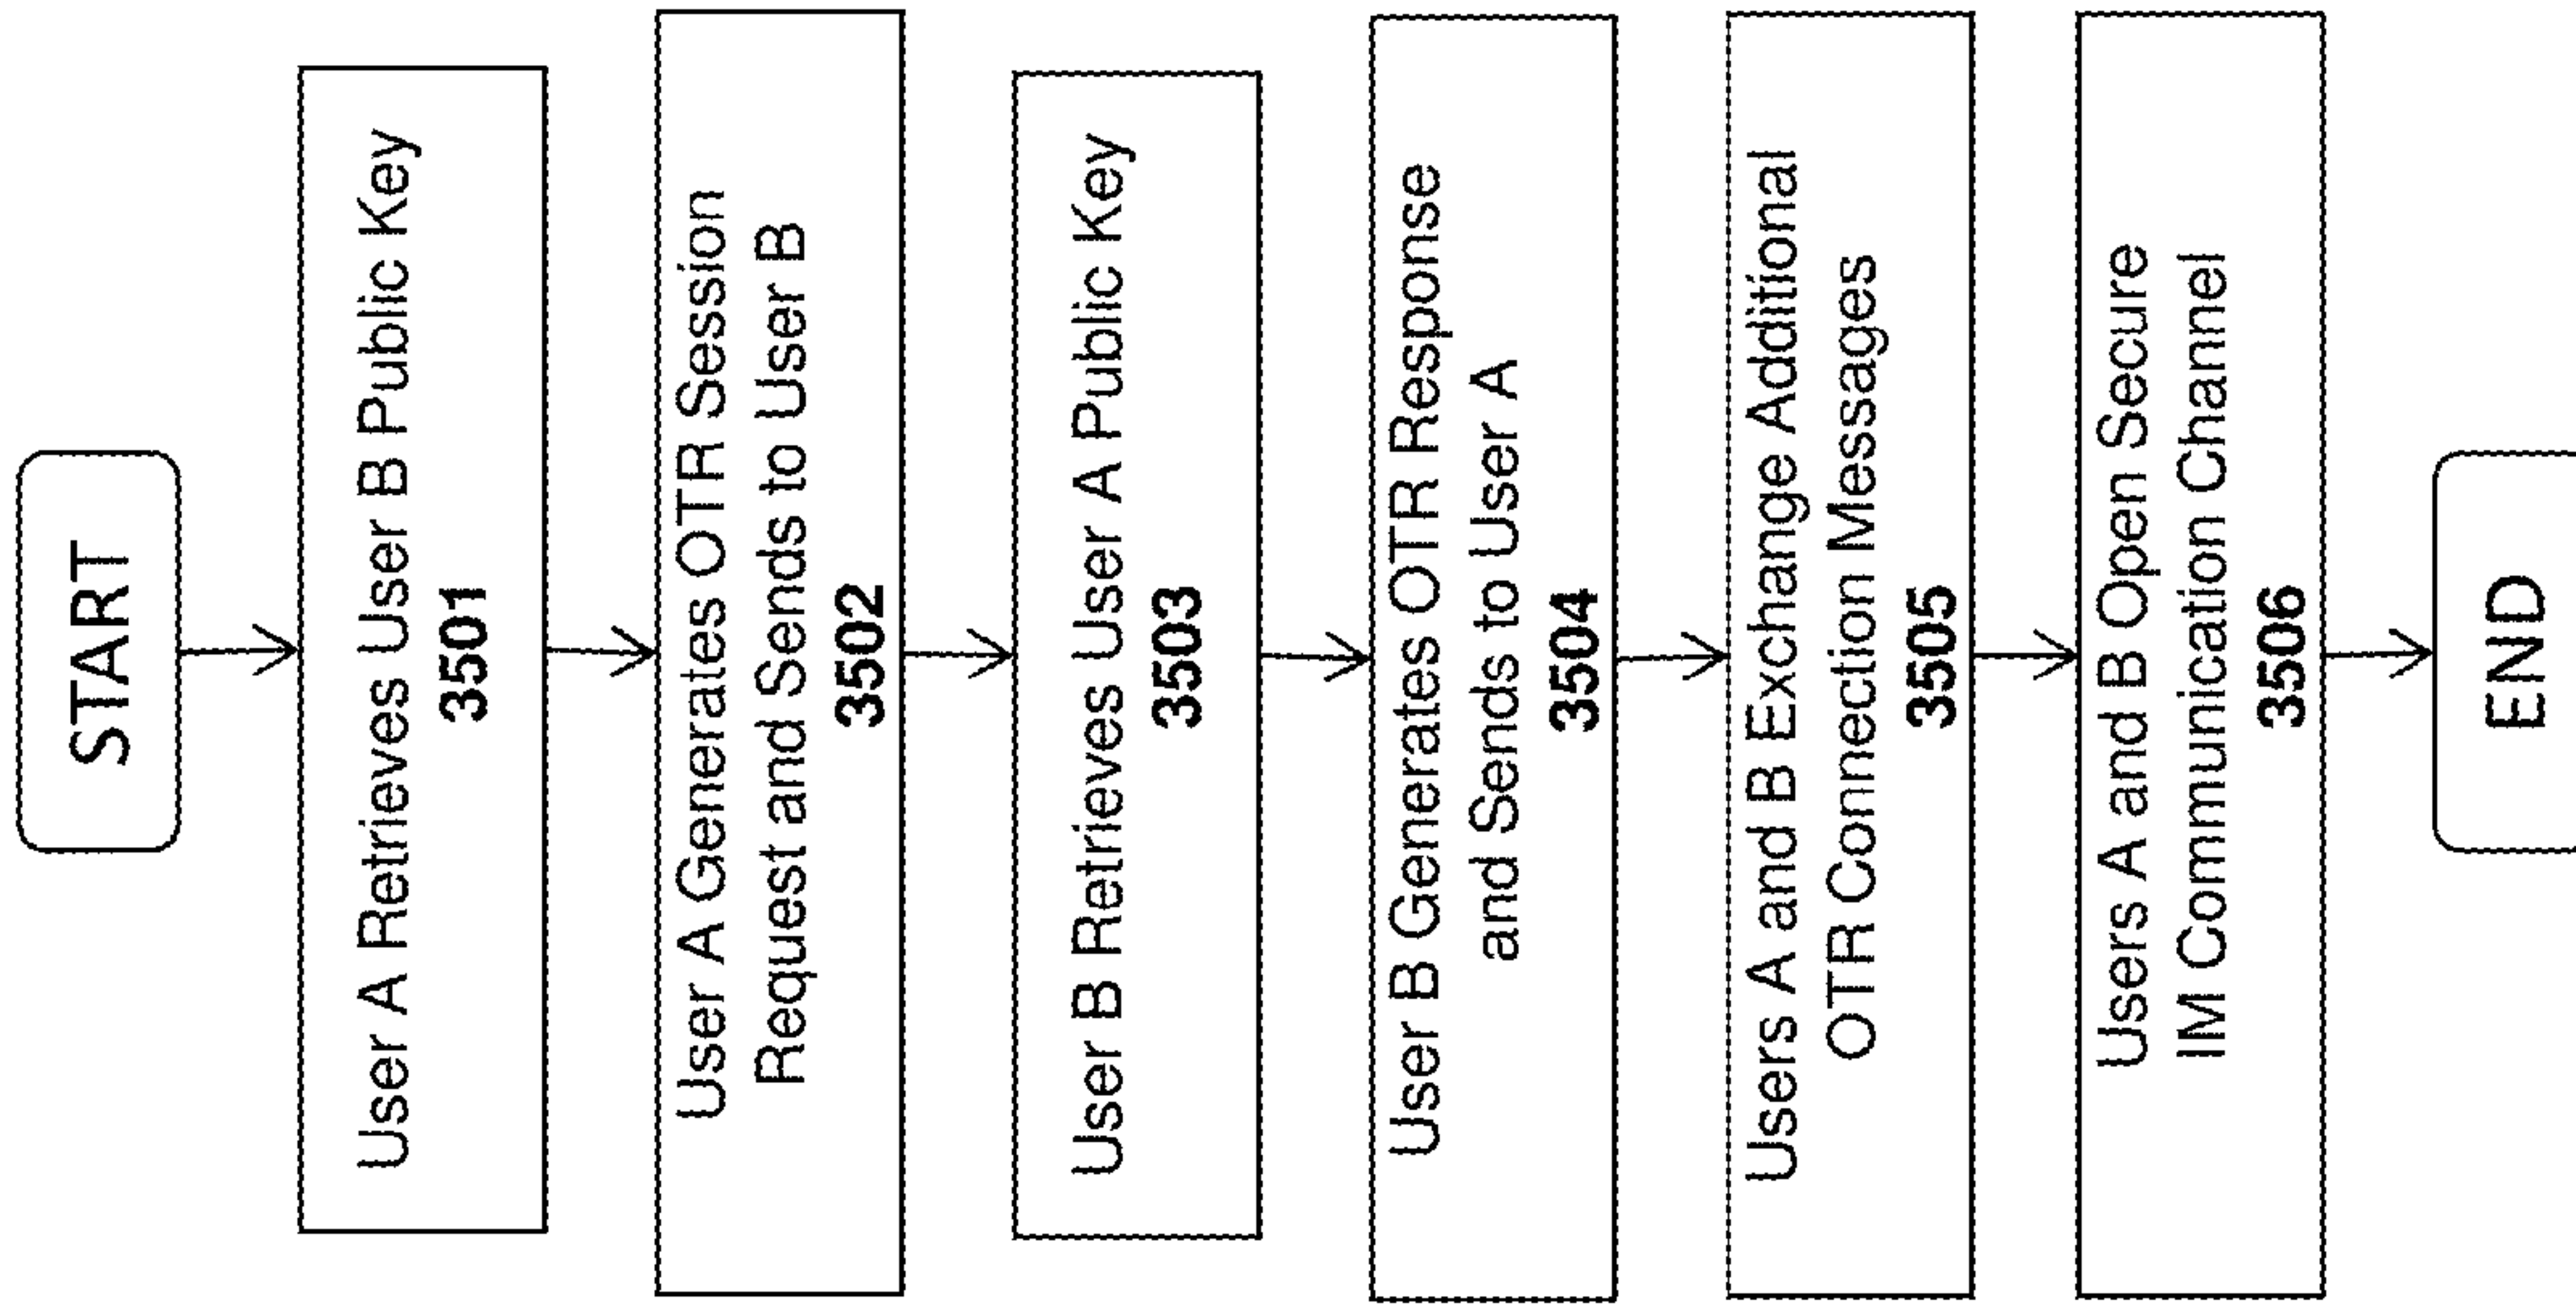 START
User A Retrieves User B Public Key
3501
User A Generates OTR Session
Request and Sends to User B
3502
User B Retrieves User A Public Key
3503
User B Generates OTR Response
and Sends to User A
3504
Users A and B Exchange Additional
OTR Connection Messages
3505
Users A and B Open Secure
IM Communication Channel
3506
END